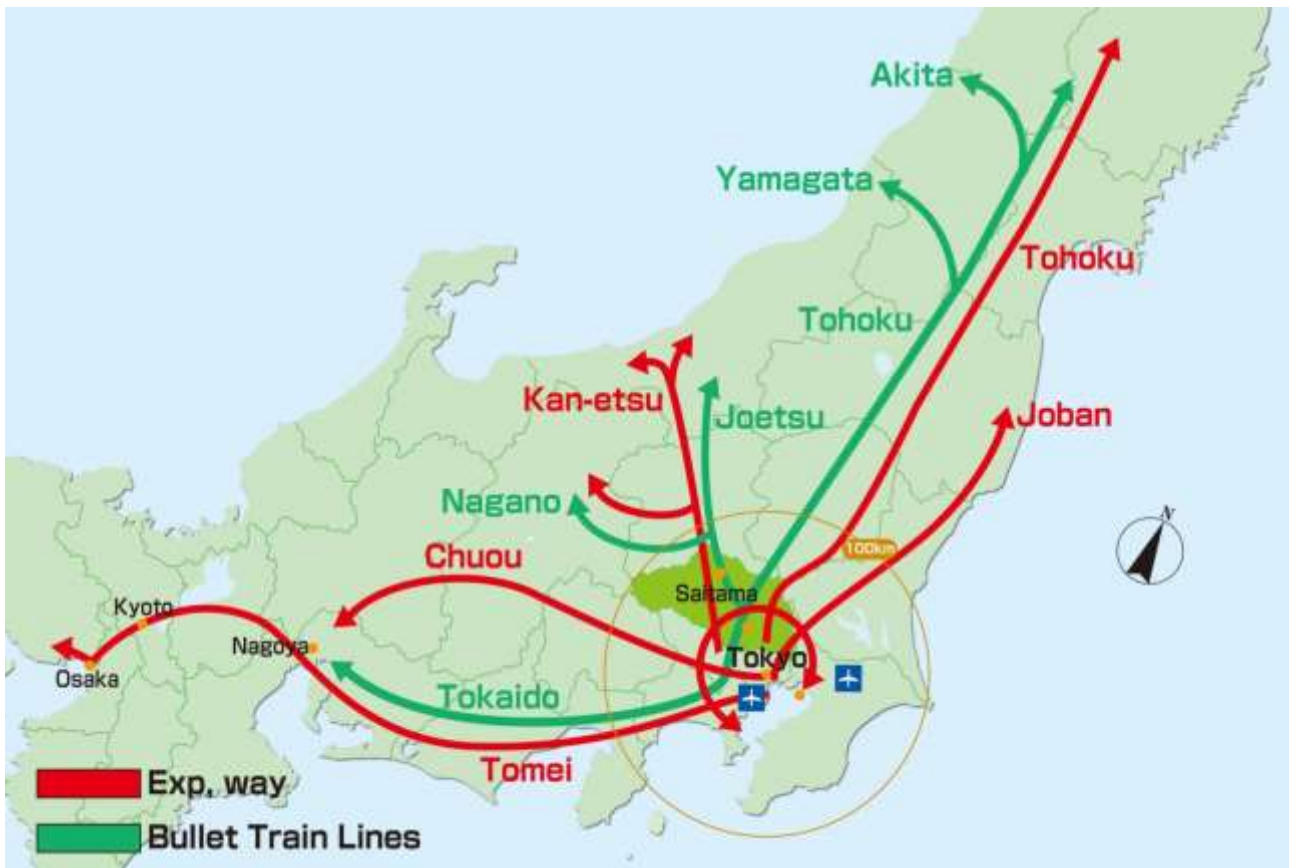 Akita
Yamagata
Tohoku
Tohoku
Kan-etsu
Joetsu
Joban
Nagano
N
100km
Chuou
Saitama
Kyoto
Nagoya
Tokyo
Osaka
Tokaido
Tomei
Exp, way
Bullet Train Lines